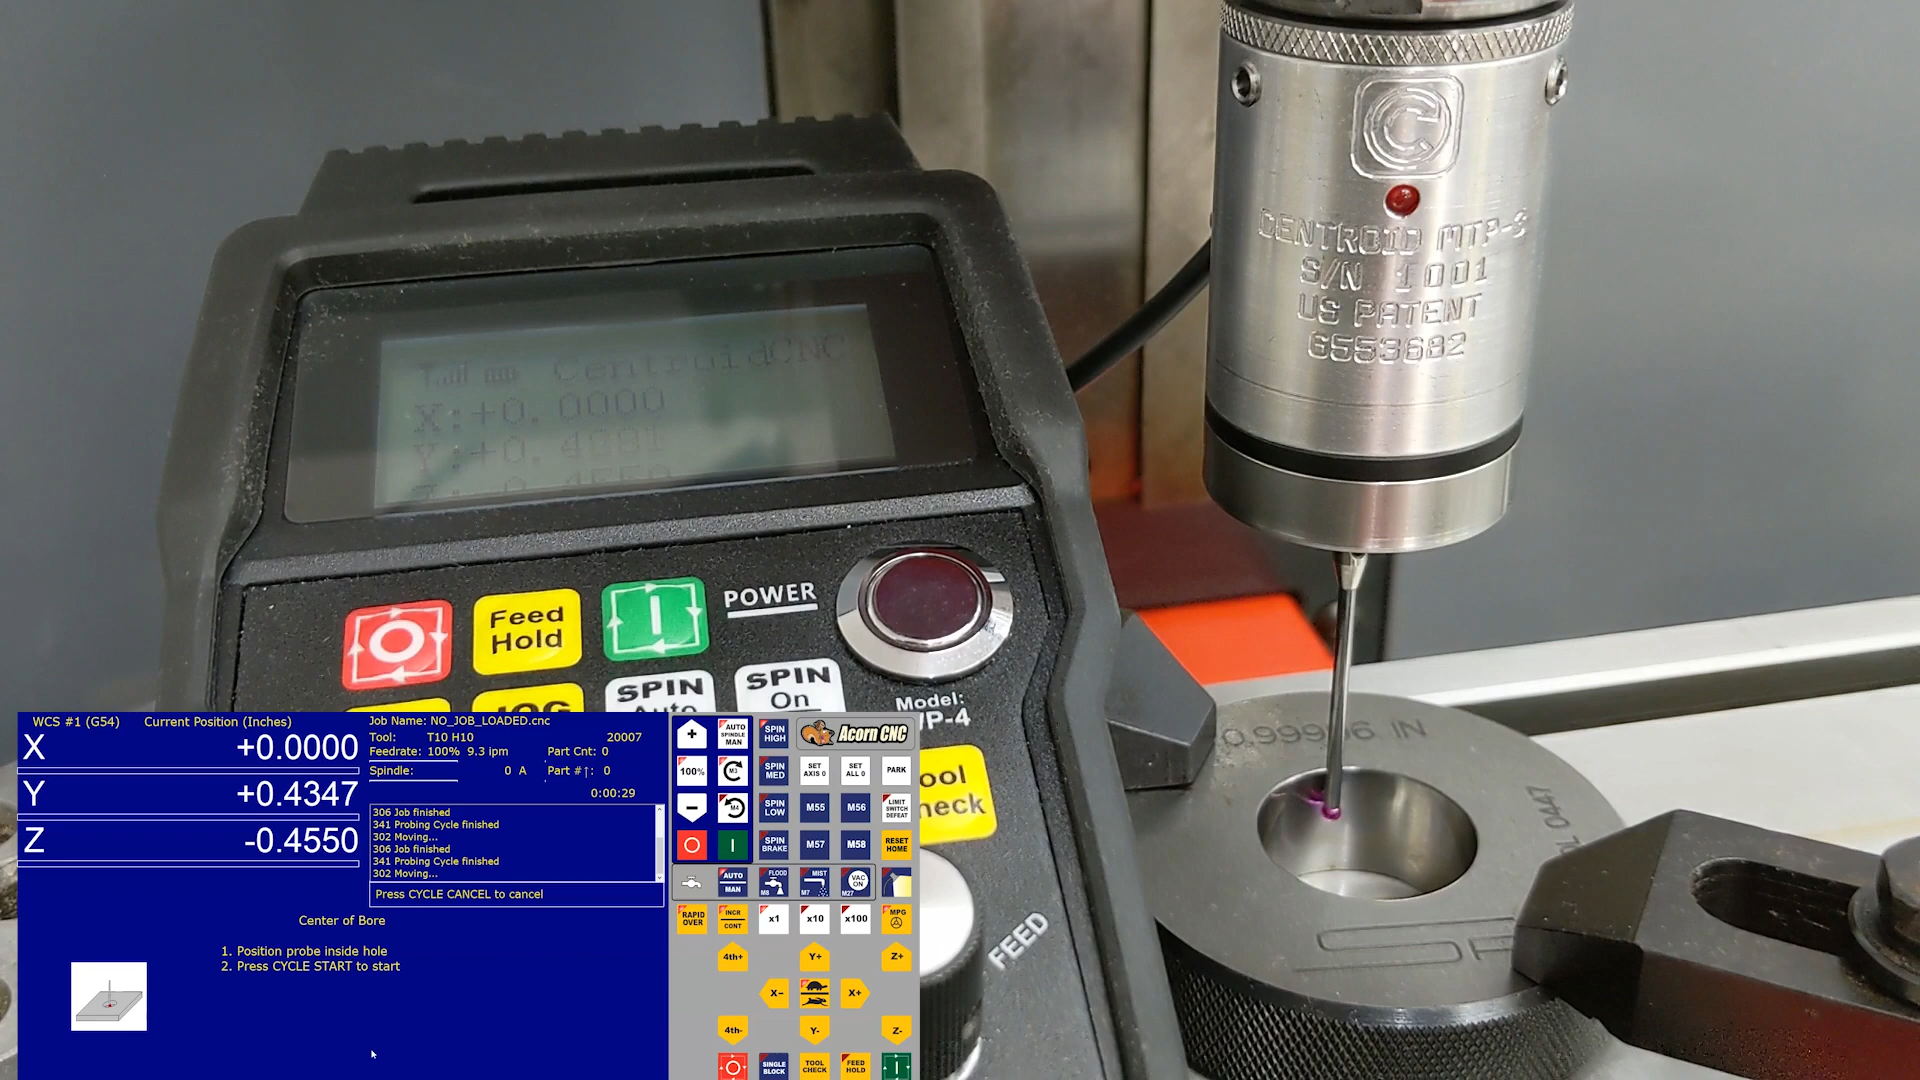 CENTROID MTP-S
S/N 1001
US PATENT
6553682
CentroidCNC
X:+0.0000
Feed
Hold
POWER
SPIN
SPIN
On
Model:
0.99996 IN
FEED
WCS #1 (G54)
Current Position (Inches)
X +0.0000
Y +0.4347
Z -0.4550
Job Name: NO_JOB_LOADED.cnc
Tool: T10 H10 20007
Feedrate: 100% 9.3 ipm Part Cnt: 0
Spindle: 0 A Part #↑: 0
0:00:29
306 Job finished
341 Probing Cycle finished
302 Moving...
306 Job finished
341 Probing Cycle finished
302 Moving...
Press CYCLE CANCEL to cancel
Center of Bore
1. Position probe inside hole
2. Press CYCLE START to start
+
AUTO
SPINDLE
MAN
SPIN
HIGH
Acorn CNC
100%
M3
SPIN
MED
SET
AXIS 0
SET
ALL 0
PARK
M4
SPIN
LOW
M55
M56
LIMIT
SWITCH
DEFEAT
SPIN
BRAKE
M57
M58
RESET
HOME
AUTO
MAN
FLOOD
M8
MIST
M7
VAC
ON
M27
RAPID
OVER
INCR
CONT
x1
x10
x100
MPG
4th+
Y+
Z+
X-
X+
4th-
Y-
Z-
SINGLE
BLOCK
TOOL
CHECK
FEED
HOLD